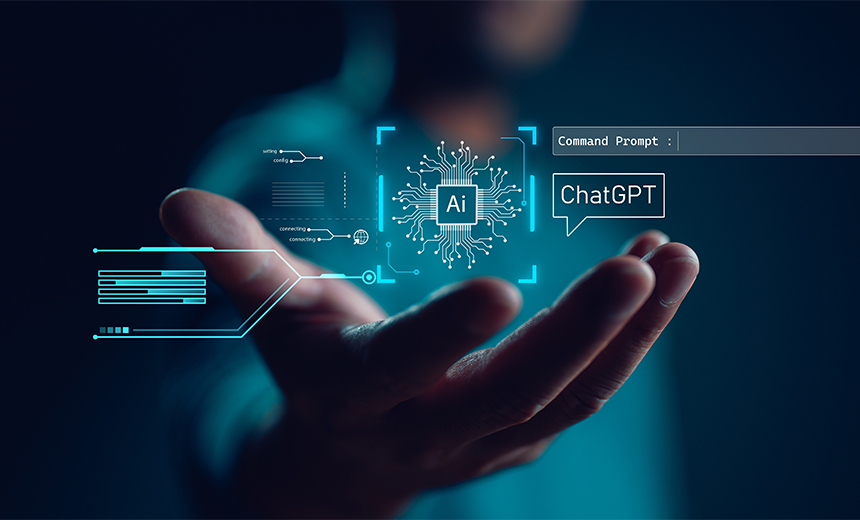 Command Prompt :
setting
config
ChatGPT
Ai
connecting
connecting